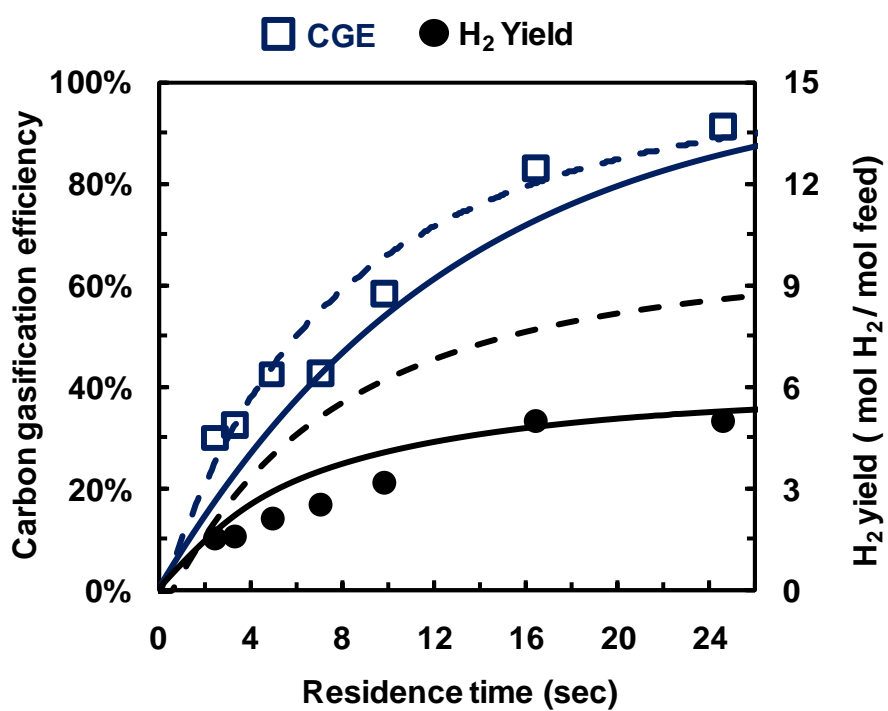 CGE H₂ Yield
100%
80%
60%
40%
20%
0%
Carbon gasification efficiency
15
12
9
6
3
0
H₂ yield ( mol H₂ / mol feed)
0 4 8 12 16 20 24
Residence time (sec)